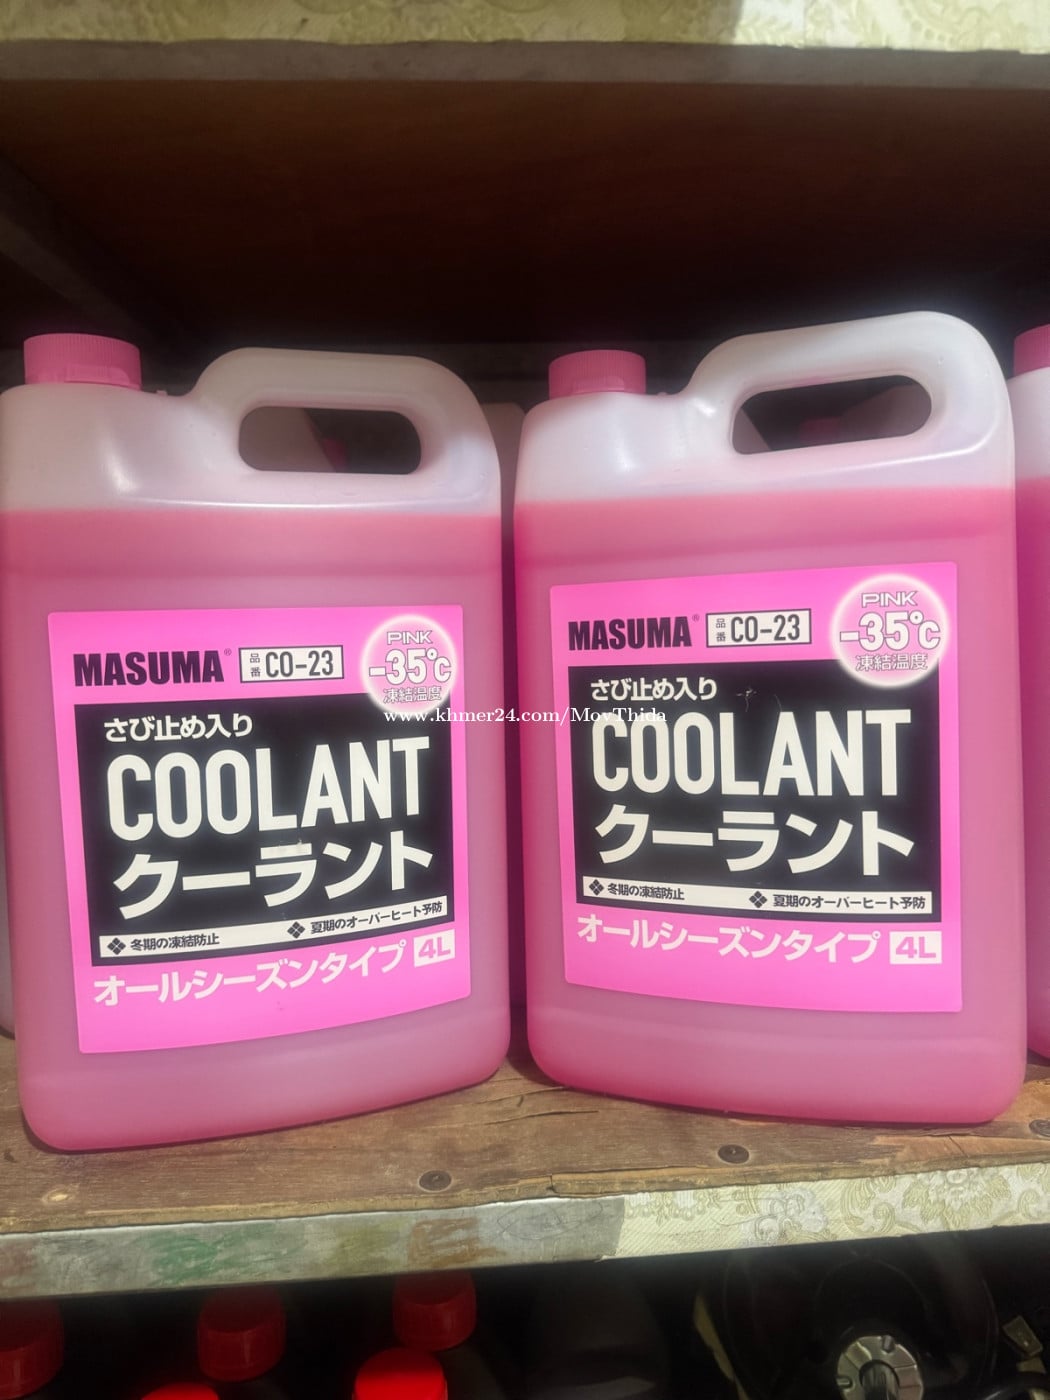 MASUMA® 品番 CO-23
PINK
-35℃
凍結温度
さび止め入り
COOLANT
クーラント
❖ 冬期の凍結防止 ❖ 夏期のオーバーヒート予防
オールシーズンタイプ 4L
MASUMA® 品番 CO-23
PINK
-35℃
凍結温度
さび止め入り
COOLANT
クーラント
❖ 冬期の凍結防止 ❖ 夏期のオーバーヒート予防
オールシーズンタイプ 4L
www.khmer24.com/MovThida